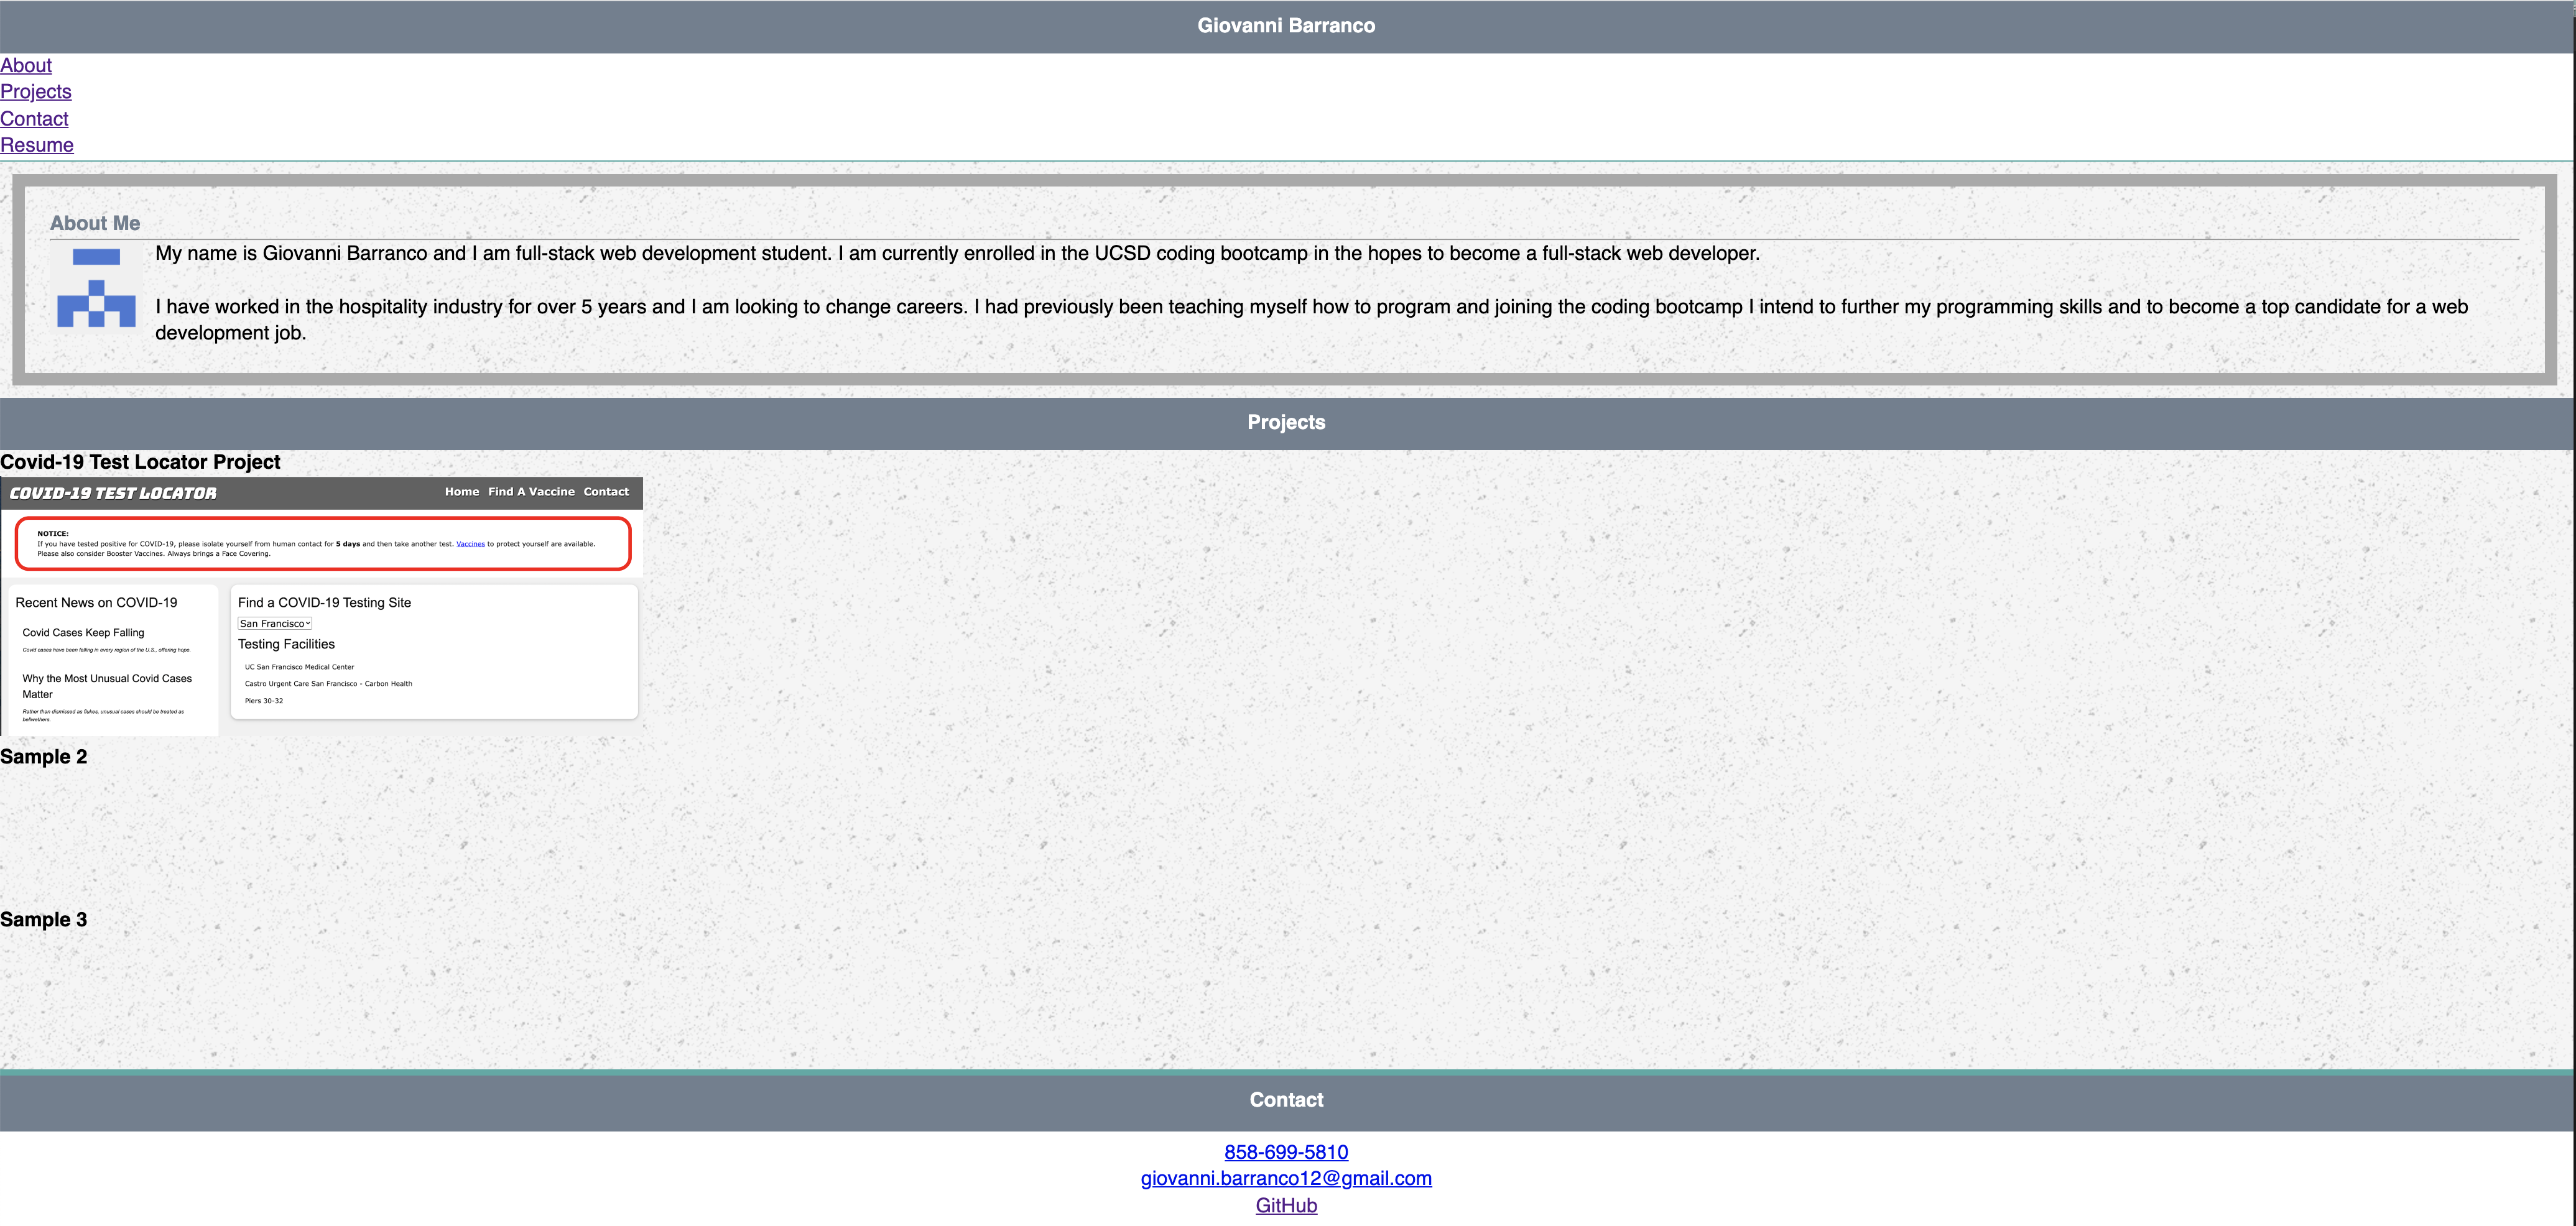 Giovanni Barranco
About
Projects
Contact
Resume
About Me
My name is Giovanni Barranco and I am full-stack web development student. I am currently enrolled in the UCSD coding bootcamp in the hopes to become a full-stack web developer.
I have worked in the hospitality industry for over 5 years and I am looking to change careers. I had previously been teaching myself how to program and joining the coding bootcamp I intend to further my programming skills and to become a top candidate for a web
development job.
Projects
Covid-19 Test Locator Project
COVID-19 TEST LOCATOR
Home Find A Vaccine Contact
NOTICE:
If you have tested positive for COVID-19, please isolate yourself from human contact for 5 days and then take another test. Vaccines to protect yourself are available.
Please also consider Booster Vaccines. Always brings a Face Covering.
Recent News on COVID-19
Covid Cases Keep Falling
Covid cases have been falling in every region of the U.S., offering hope.
Why the Most Unusual Covid Cases
Matter
Rather than dismissed as flukes, unusual cases should be treated as
bellwethers.
Find a COVID-19 Testing Site
San Francisco
Testing Facilities
UC San Francisco Medical Center
Castro Urgent Care San Francisco - Carbon Health
Piers 30-32
Sample 2
Sample 3
Contact
858-699-5810
giovanni.barranco12@gmail.com
GitHub